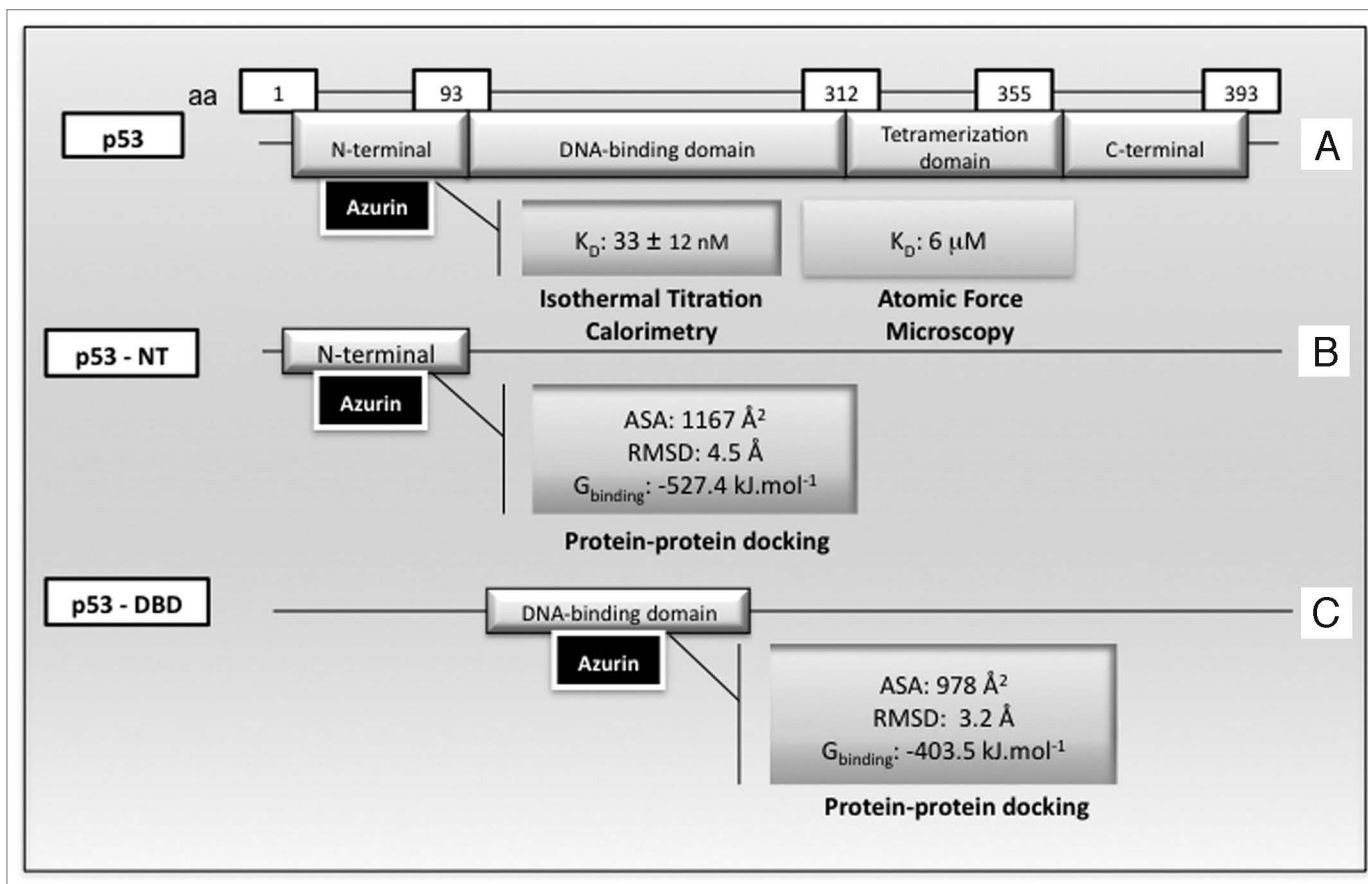 aa 1 93 312 355 393
p53 N-terminal DNA-binding domain Tetramerization domain C-terminal A
Azurin
K_D: 33 ± 12 nM
K_D: 6 μM
Isothermal Titration
Calorimetry
Atomic Force
Microscopy
p53 - NT N-terminal B
Azurin
ASA: 1167 Å²
RMSD: 4.5 Å
G_binding: -527.4 kJ.mol⁻¹
Protein-protein docking
p53 - DBD DNA-binding domain C
Azurin
ASA: 978 Å²
RMSD: 3.2 Å
G_binding: -403.5 kJ.mol⁻¹
Protein-protein docking